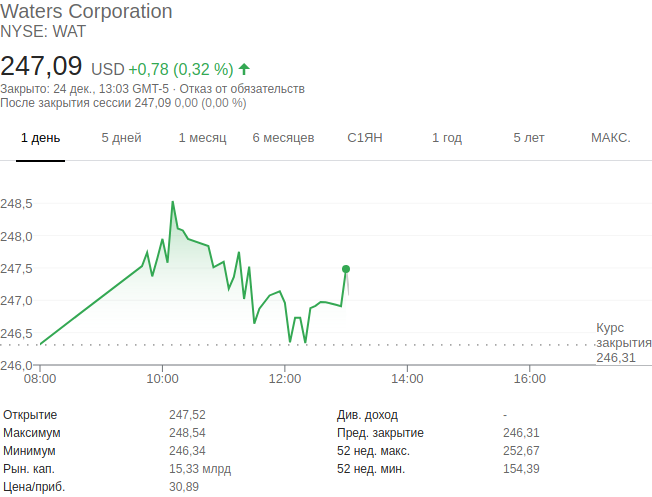 Waters Corporation
NYSE: WAT
247,09 USD +0,78 (0,32 %)
Закрыто: 24 дек., 13:03 GMT-5 · Отказ от обязательств
После закрытия сессии 247,09 0,00 (0,00 %)
1 день 5 дней 1 месяц 6 месяцев С1ЯН 1 год 5 лет МАКС.
248,5
248,0
247,5
247,0
246,5
246,0
Курс
закрытия
246,31
08:00 10:00 12:00 14:00 16:00
Открытие 247,52 Див. доход -
Максимум 248,54 Пред. закрытие 246,31
Минимум 246,34 52 нед. макс. 252,67
Рын. кап. 15,33 млрд 52 нед. мин. 154,39
Цена/приб. 30,89